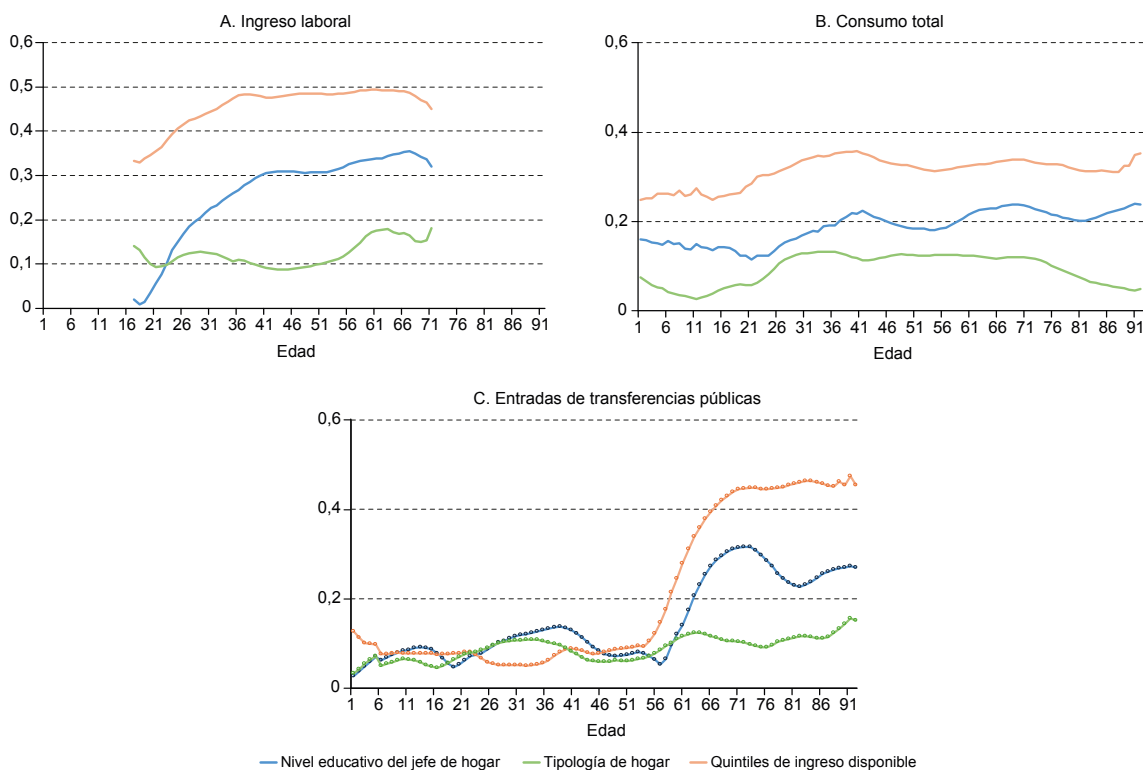 A. Ingreso laboral
0,6
0,5
0,4
0,3
0,2
0,1
0
1 6 11 16 21 26 31 36 41 46 51 56 61 66 71 76 81 86 91
Edad
B. Consumo total
0,6
0,4
0,2
0
1 6 11 16 21 26 31 36 41 46 51 56 61 66 71 76 81 86 91
Edad
C. Entradas de transferencias públicas
0,6
0,4
0,2
0
1 6 11 16 21 26 31 36 41 46 51 56 61 66 71 76 81 86 91
Edad
Nivel educativo del jefe de hogar Tipología de hogar Quintiles de ingreso disponible